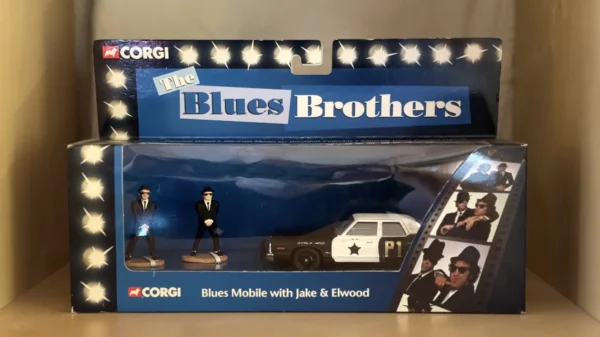 CORGI
The
Blues Brothers
P1
CORGI
Blues Mobile with Jake & Elwood